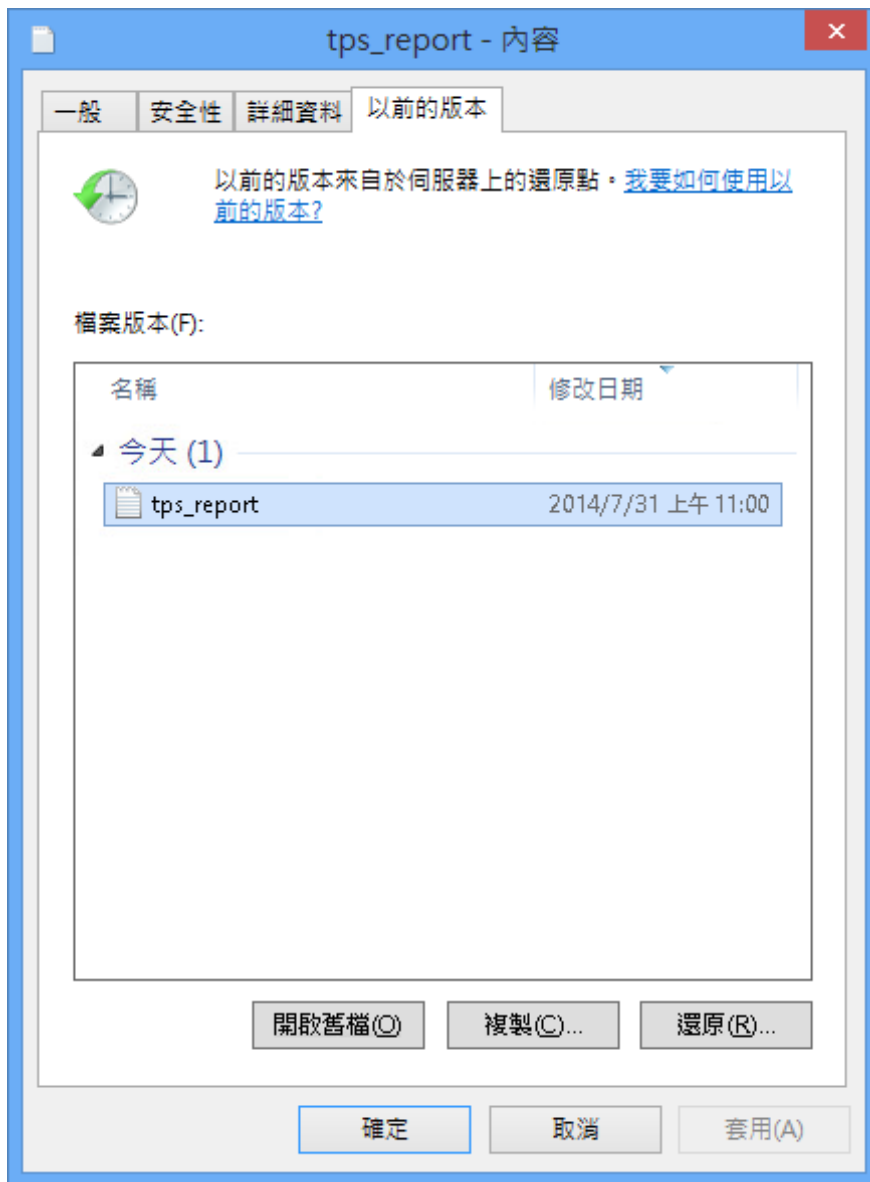 tps_report - 內容
一般 安全性 詳細資料 以前的版本
以前的版本來自於伺服器上的還原點。我要如何使用以
前的版本?
檔案版本(F):
名稱 修改日期
今天 (1)
tps_report 2014/7/31 上午 11:00
開啟舊檔(O) 複製(C)... 還原(R)...
確定 取消 套用(A)